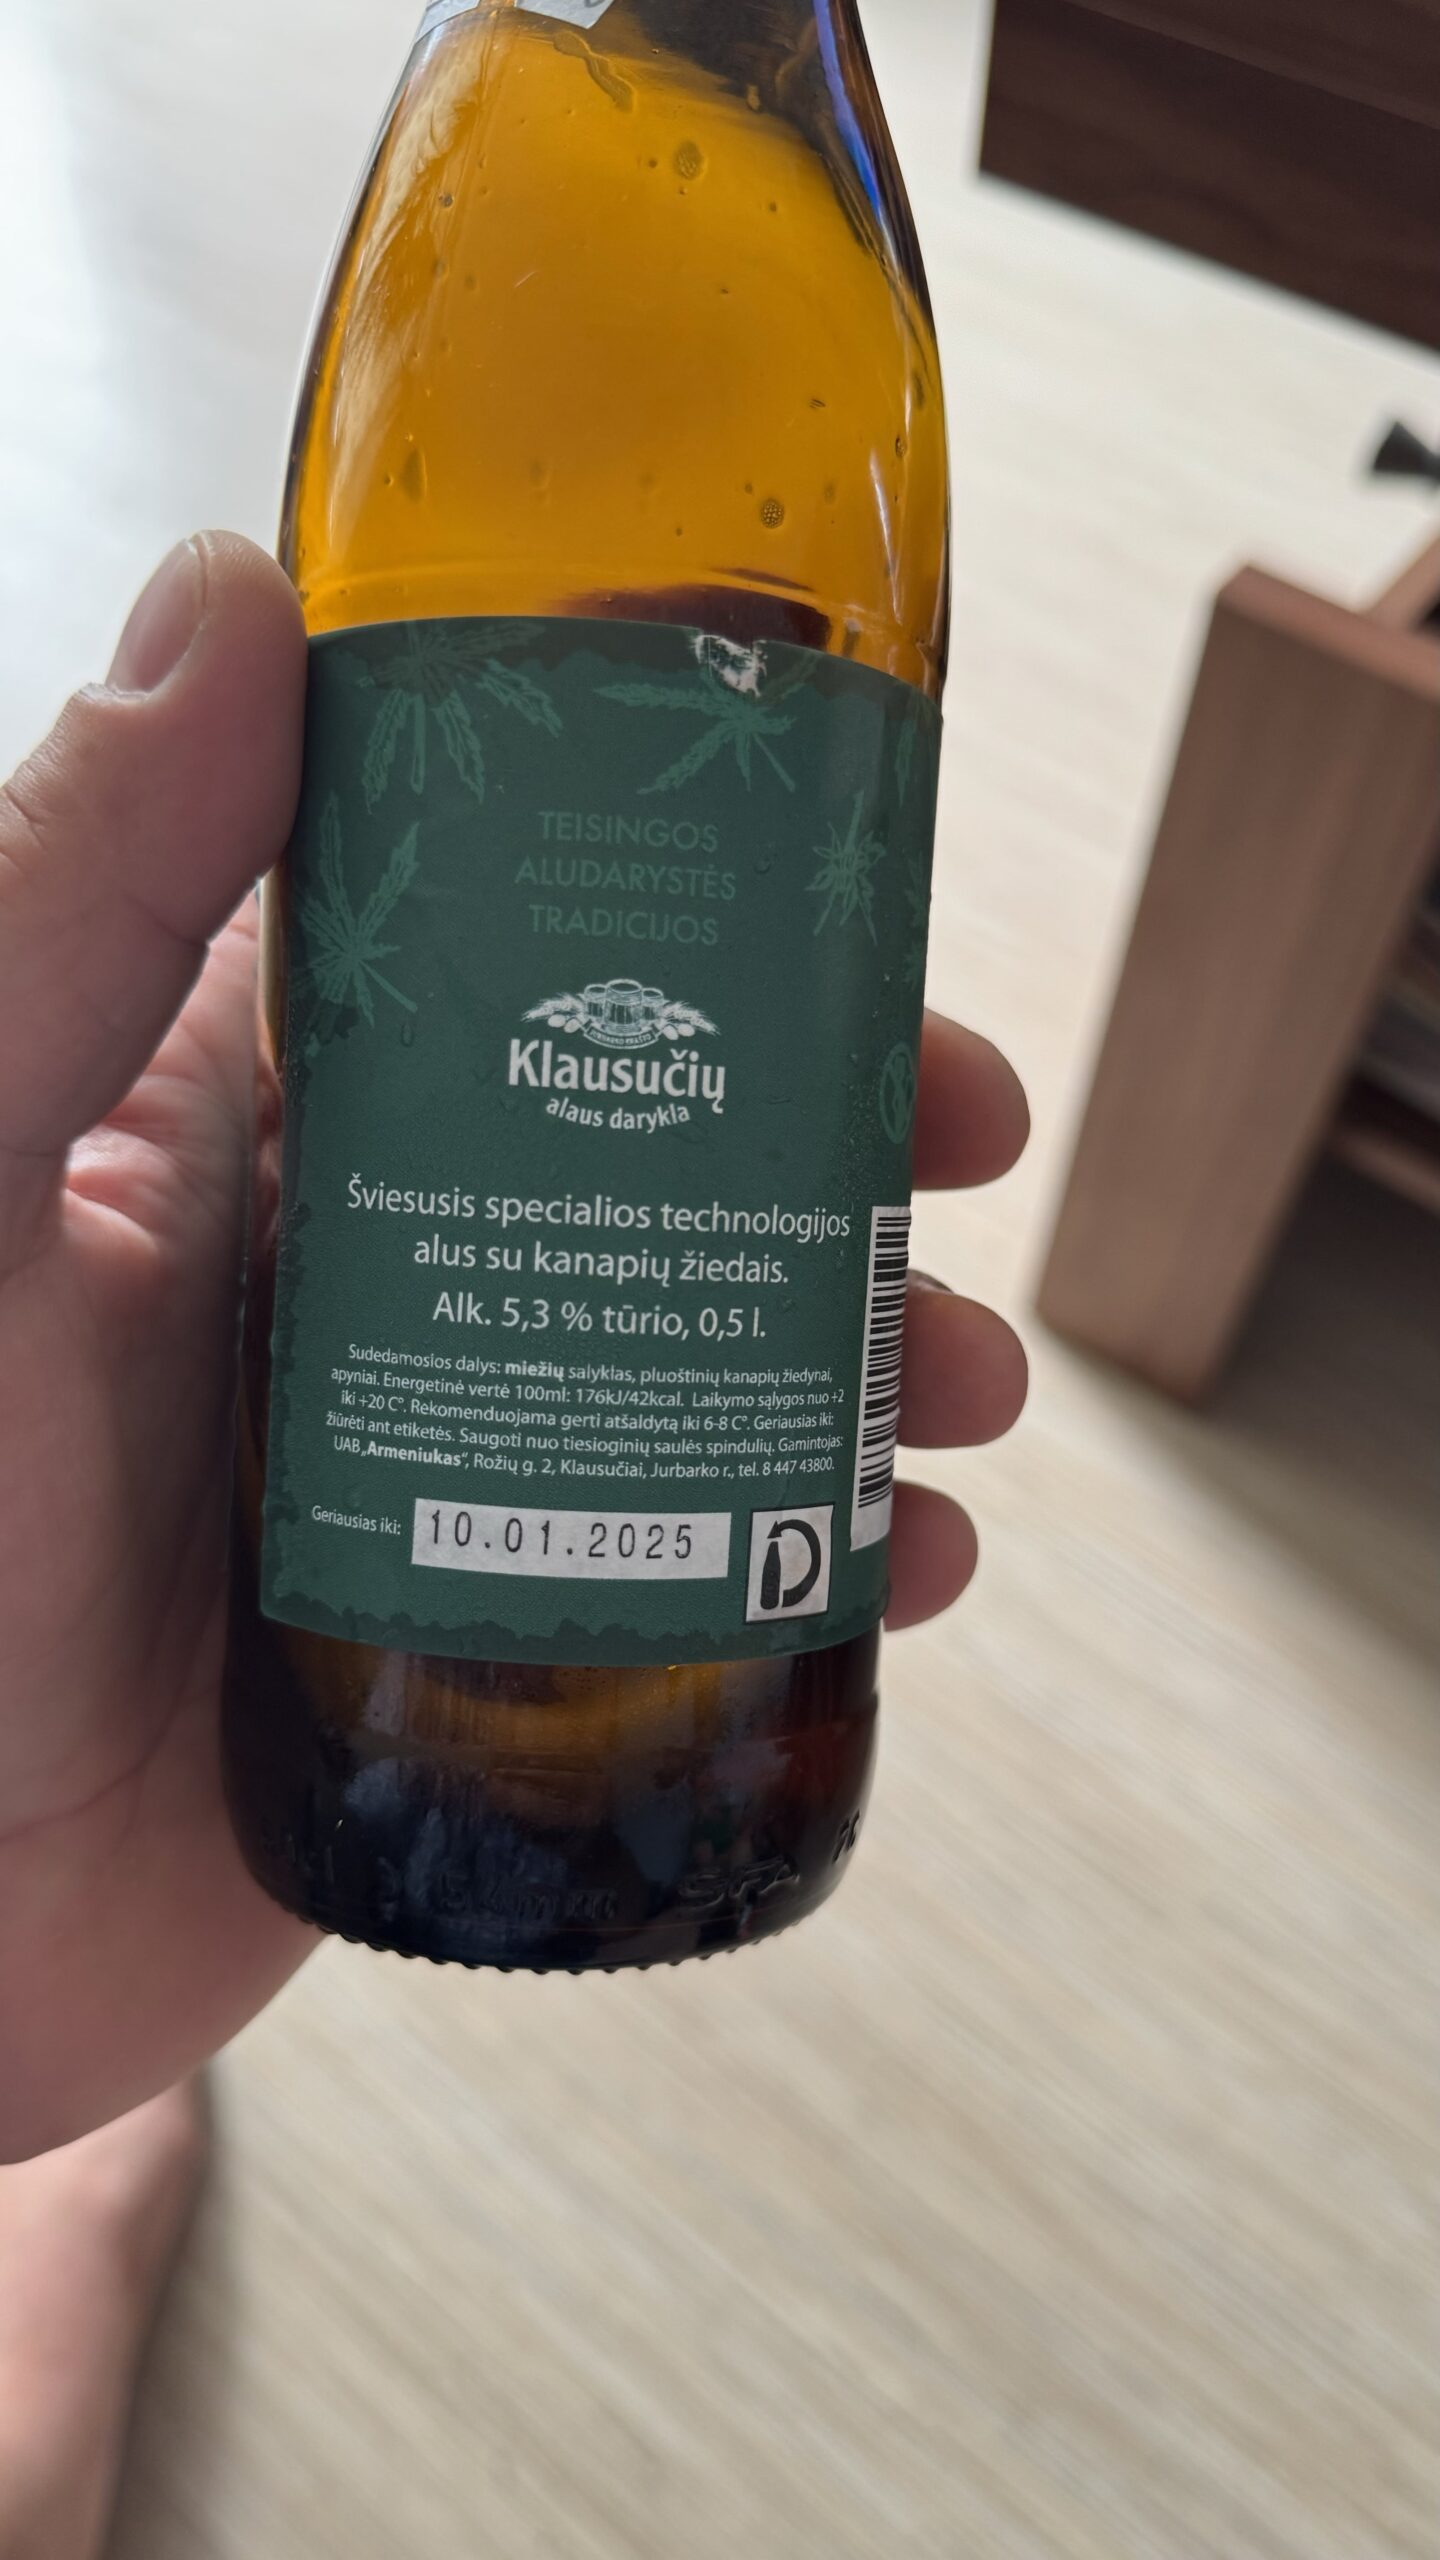 TEISINGOS
ALUDARYSTĖS
TRADICIJOS
Klausučių
alaus darykla
Šviesusis specialios technologijos
alus su kanapių žiedais.
Alk. 5,3 % tūrio, 0,5 l.
Sudedamosios dalys: miežių salyklas, pluoštinių kanapių žiedynai,
apyniai. Energetinė vertė 100ml: 176kJ/42kcal. Laikymo sąlygos nuo +2
iki +20 C°. Rekomenduojama gerti atšaldytą iki 6-8 C°. Geriausias iki:
žiūrėti ant etiketės. Saugoti nuo tiesioginių saulės spindulių. Gamintojas:
UAB„Armeniukas“, Rožių g. 2, Klausučiai, Jurbarko r., tel. 8 447 43800.
Geriausias iki: 10.01.2025
54mm SFA